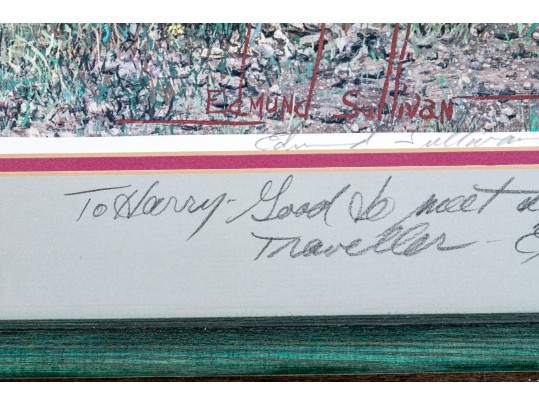 Edmund Sullivan
Edmund Sullivan
To Harry - Good to meet a
Traveller - E